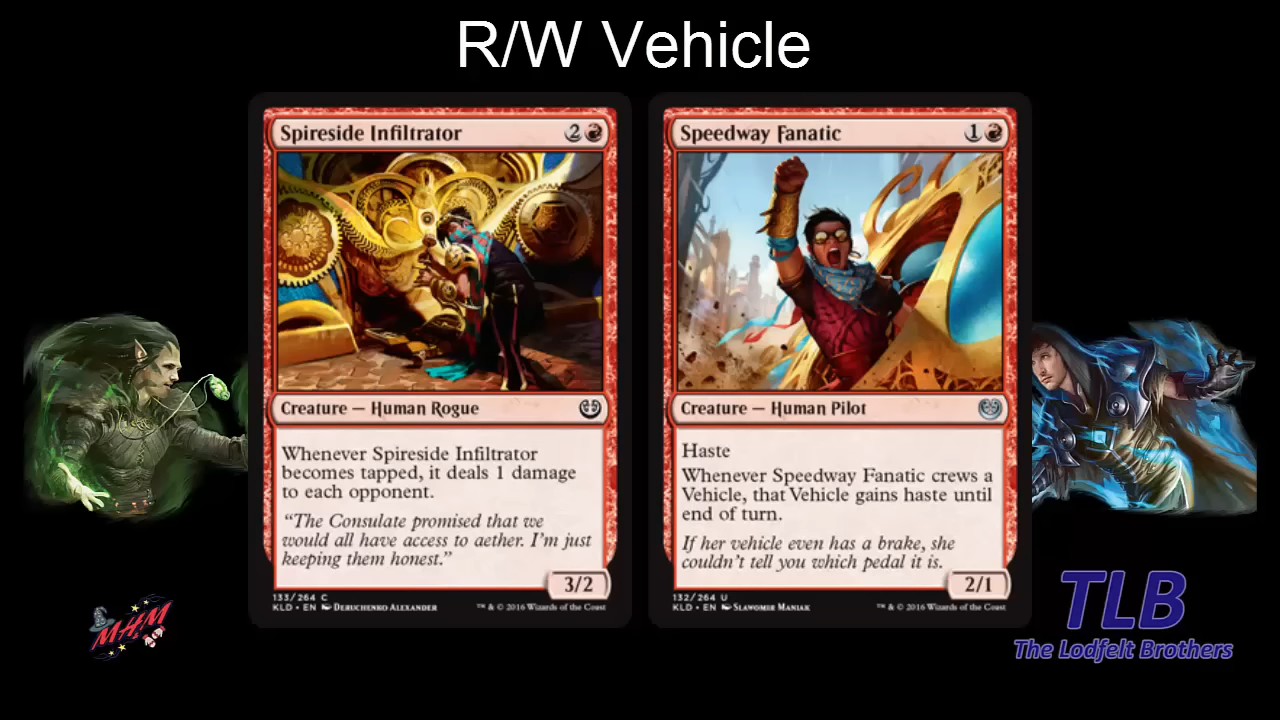 R/W Vehicle
Spireside Infiltrator 2
Creature — Human Rogue
Whenever Spireside Infiltrator
becomes tapped, it deals 1 damage
to each opponent.
“The Consulate promised that we
would all have access to aether. I’m just
keeping them honest.”
3/2
133/264 C
KLD • EN Deruchenko Alexander
™ & © 2016 Wizards of the Coast
Speedway Fanatic 1
Creature — Human Pilot
Haste
Whenever Speedway Fanatic crews a
Vehicle, that Vehicle gains haste until
end of turn.
If her vehicle even has a brake, she
couldn’t tell you which pedal it is.
2/1
132/264 U
KLD • EN Slawomir Maniak
™ & © 2016 Wizards of the Coast
MHM
TLB
The Lodfelt Brothers